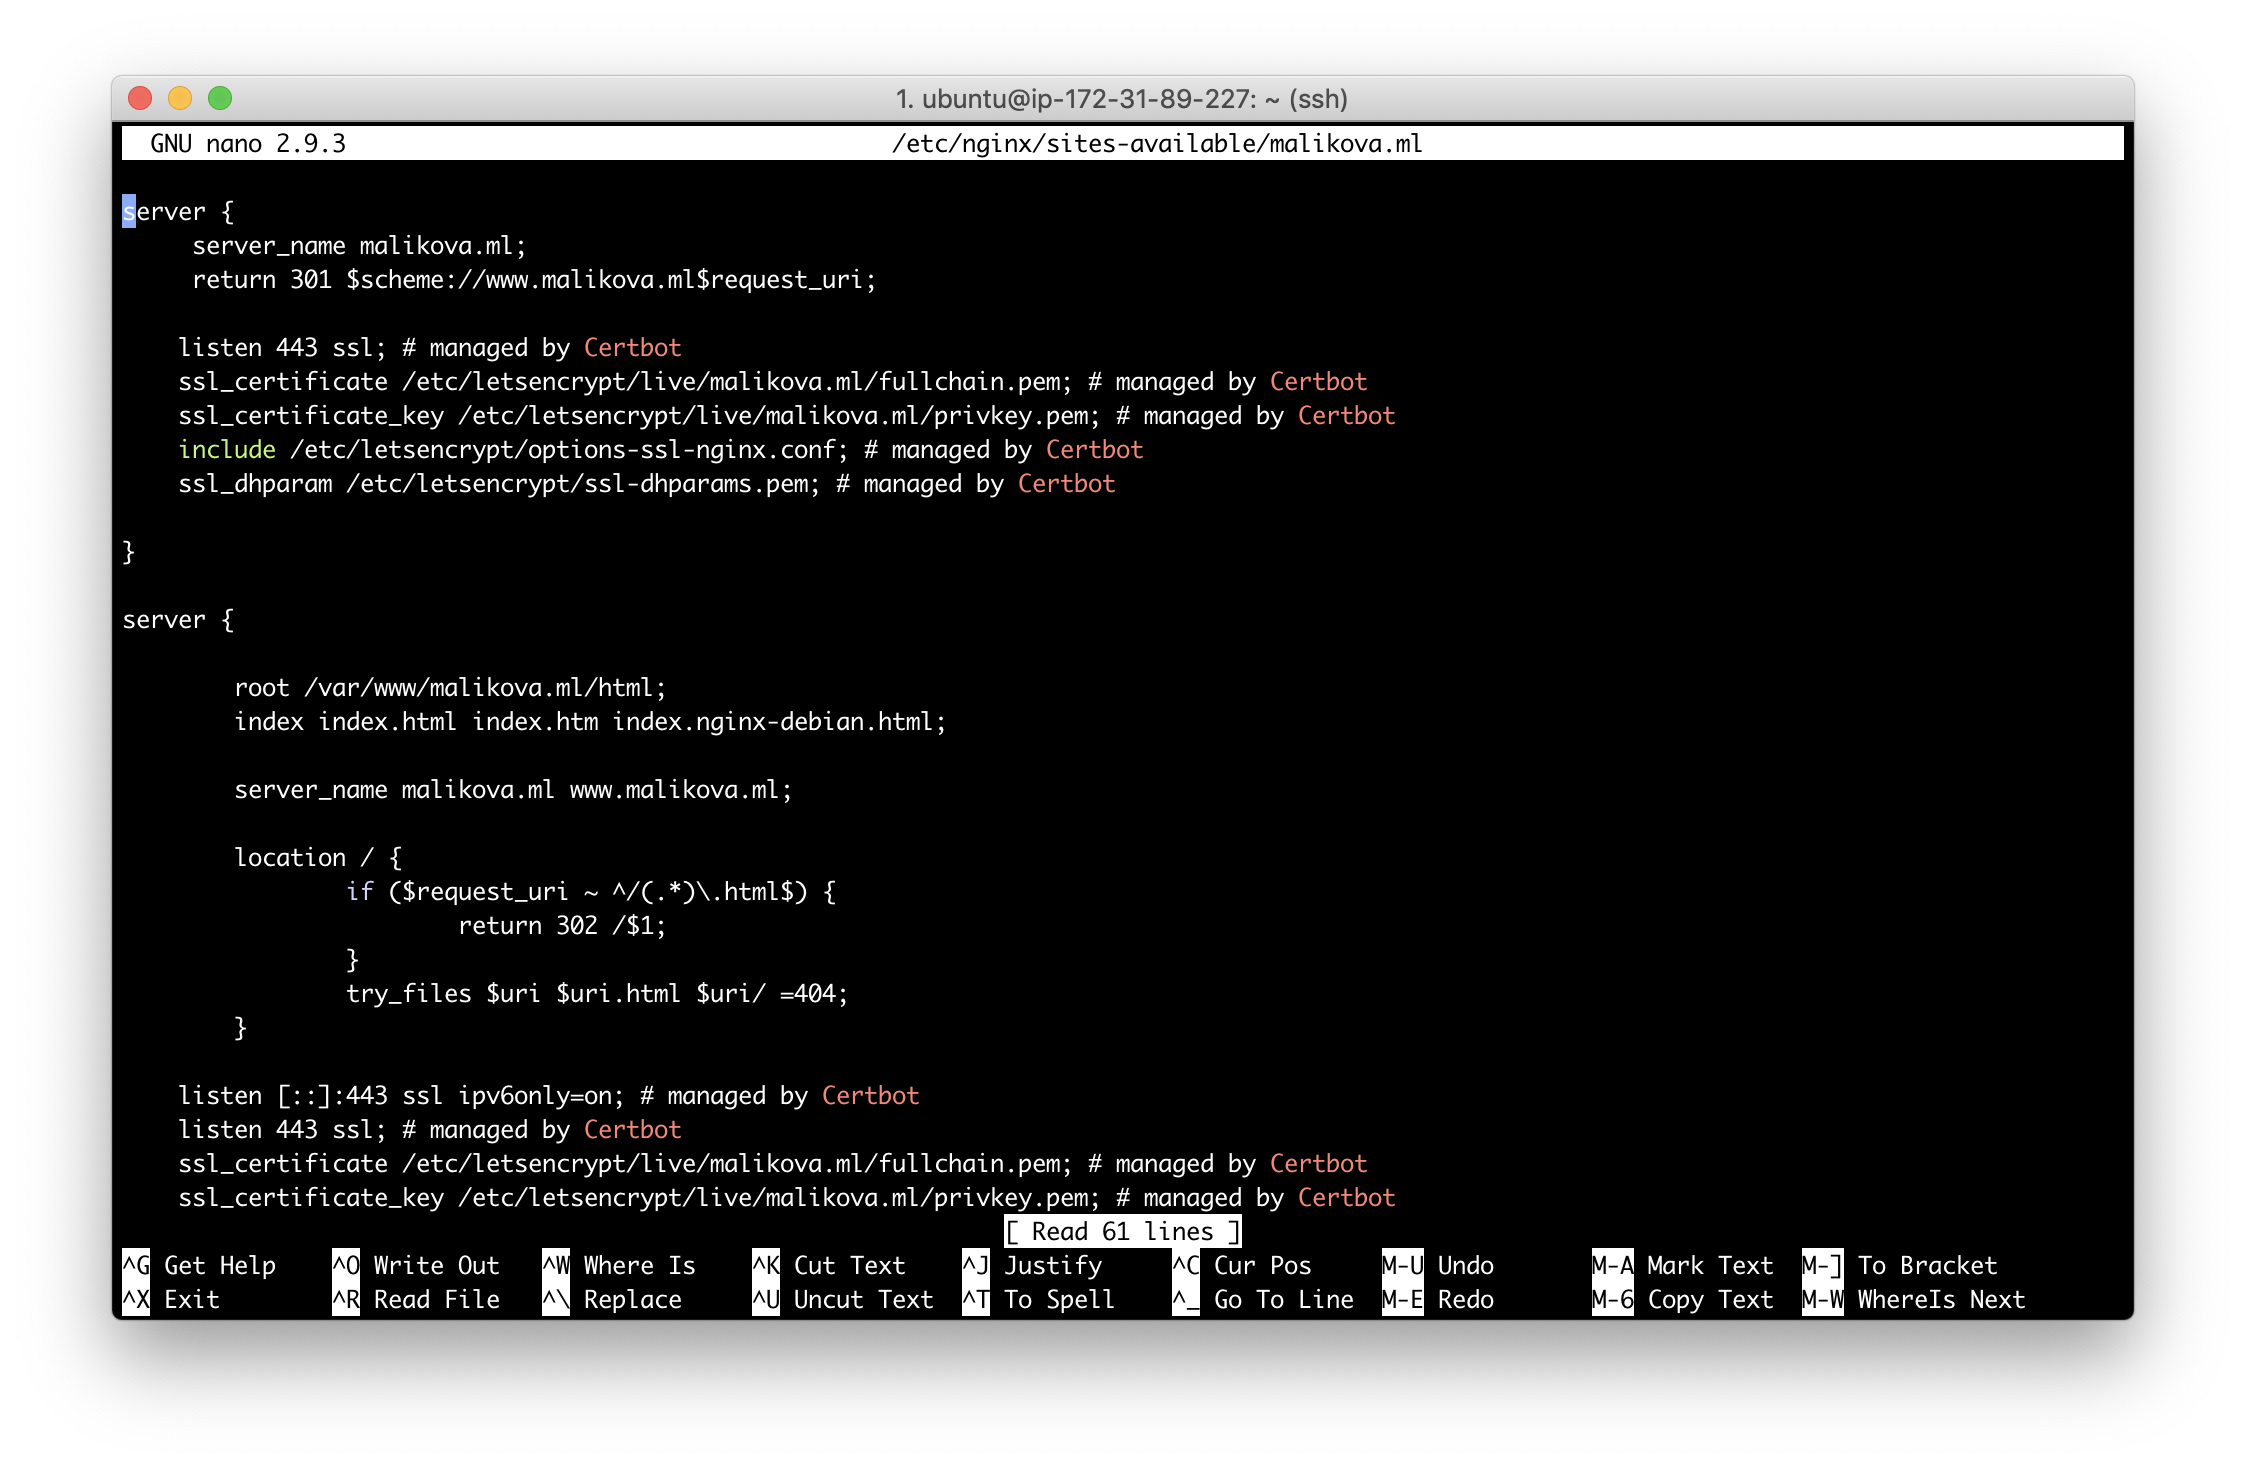 1. ubuntu@ip-172-31-89-227: ~ (ssh)
GNU nano 2.9.3 /etc/nginx/sites-available/malikova.ml
server {
server_name malikova.ml;
return 301 $scheme://www.malikova.ml$request_uri;
listen 443 ssl; # managed by Certbot
ssl_certificate /etc/letsencrypt/live/malikova.ml/fullchain.pem; # managed by Certbot
ssl_certificate_key /etc/letsencrypt/live/malikova.ml/privkey.pem; # managed by Certbot
include /etc/letsencrypt/options-ssl-nginx.conf; # managed by Certbot
ssl_dhparam /etc/letsencrypt/ssl-dhparams.pem; # managed by Certbot
}
server {
root /var/www/malikova.ml/html;
index index.html index.htm index.nginx-debian.html;
server_name malikova.ml www.malikova.ml;
location / {
if ($request_uri ~ ^/(.*)\.html$) {
return 302 /$1;
}
try_files $uri $uri.html $uri/ =404;
}
listen [::]:443 ssl ipv6only=on; # managed by Certbot
listen 443 ssl; # managed by Certbot
ssl_certificate /etc/letsencrypt/live/malikova.ml/fullchain.pem; # managed by Certbot
ssl_certificate_key /etc/letsencrypt/live/malikova.ml/privkey.pem; # managed by Certbot
[ Read 61 lines ]
^G Get Help ^O Write Out ^W Where Is ^K Cut Text ^J Justify ^C Cur Pos M-U Undo M-A Mark Text M-] To Bracket
^X Exit ^R Read File ^\ Replace ^U Uncut Text ^T To Spell ^_ Go To Line M-E Redo M-6 Copy Text M-W WhereIs Next